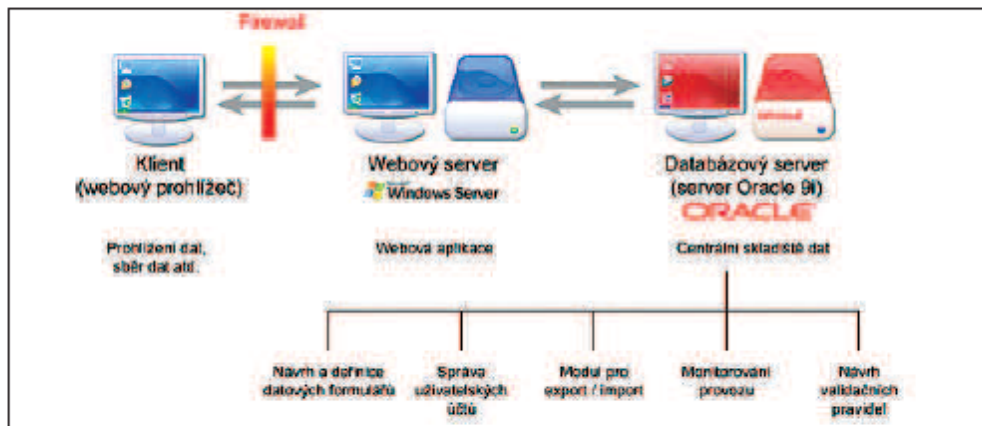 Firewall
Klient
(webový prohlížeč)
Webový server
Windows Server
Databázový server
(server Oracle 9i)
ORACLE
Prohlížení dat,
sběr dat atd.
Webová aplikace
Centrální skladiště dat
Návrh a definice
datových formulářů
Správa
uživatelských
účtů
Modul pro
export / import
Monitorování
provozu
Návrh
validačních
pravidel